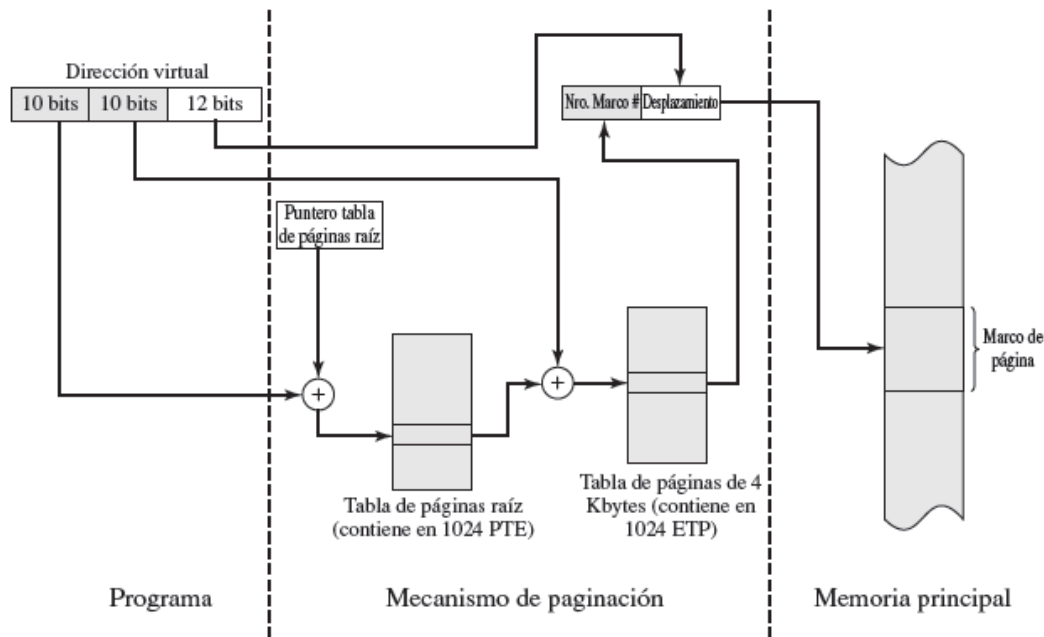 Dirección virtual
10 bits
10 bits
12 bits
Nro. Marco #
Desplazamiento
Puntero tabla
de páginas raíz
+
+
Marco de
página
Tabla de páginas raíz
(contiene en 1024 PTE)
Tabla de páginas de 4
Kbytes (contiene en
1024 ETP)
Programa
Mecanismo de paginación
Memoria principal